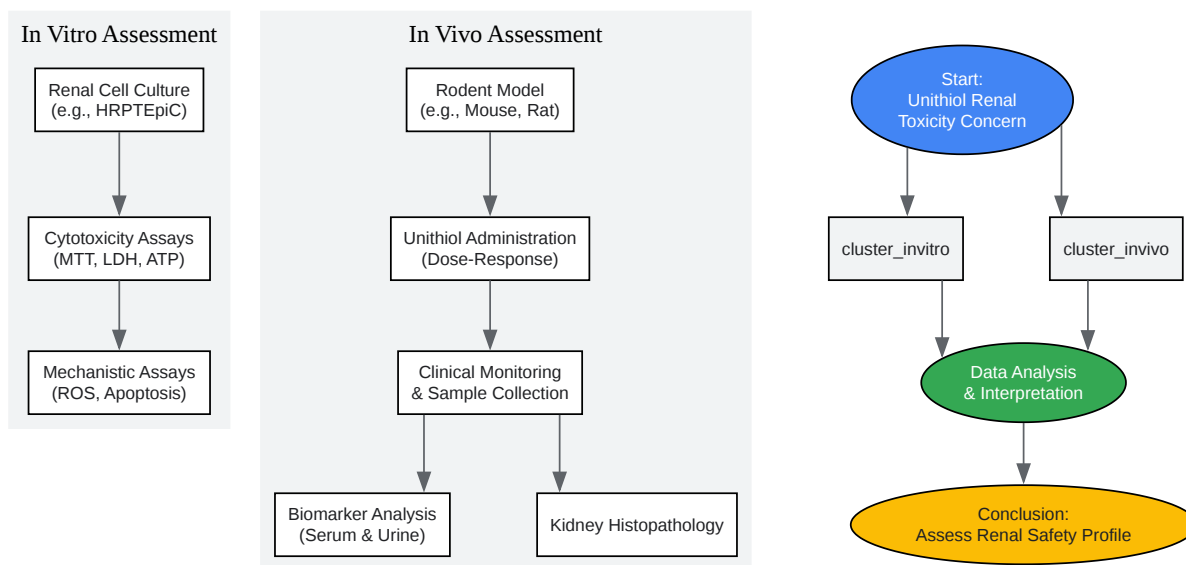 In Vitro Assessment
Renal Cell Culture
(e.g., HRPTEpiC)
Cytotoxicity Assays
(MTT, LDH, ATP)
Mechanistic Assays
(ROS, Apoptosis)
In Vivo Assessment
Rodent Model
(e.g., Mouse, Rat)
Unithiol Administration
(Dose-Response)
Clinical Monitoring
& Sample Collection
Biomarker Analysis
(Serum & Urine)
Kidney Histopathology
Start:
Unithiol Renal
Toxicity Concern
cluster_invitro
cluster_invivo
Data Analysis
& Interpretation
Conclusion:
Assess Renal Safety Profile